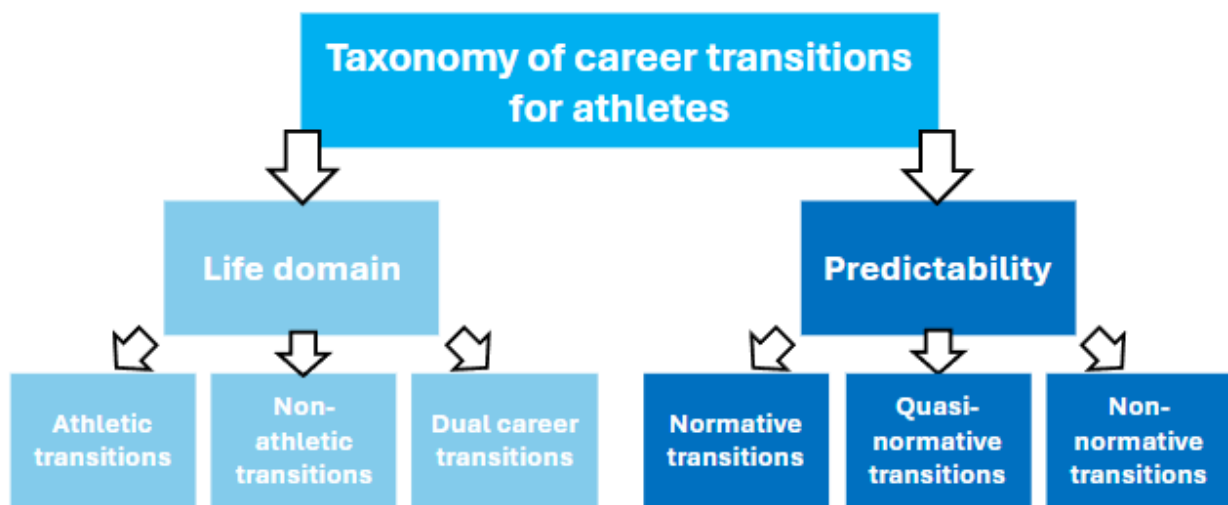 Taxonomy of career transitions
for athletes
Life domain
Predictability
Athletic
transitions
Non-
athletic
transitions
Dual career
transitions
Normative
transitions
Quasi-
normative
transitions
Non-
normative
transitions